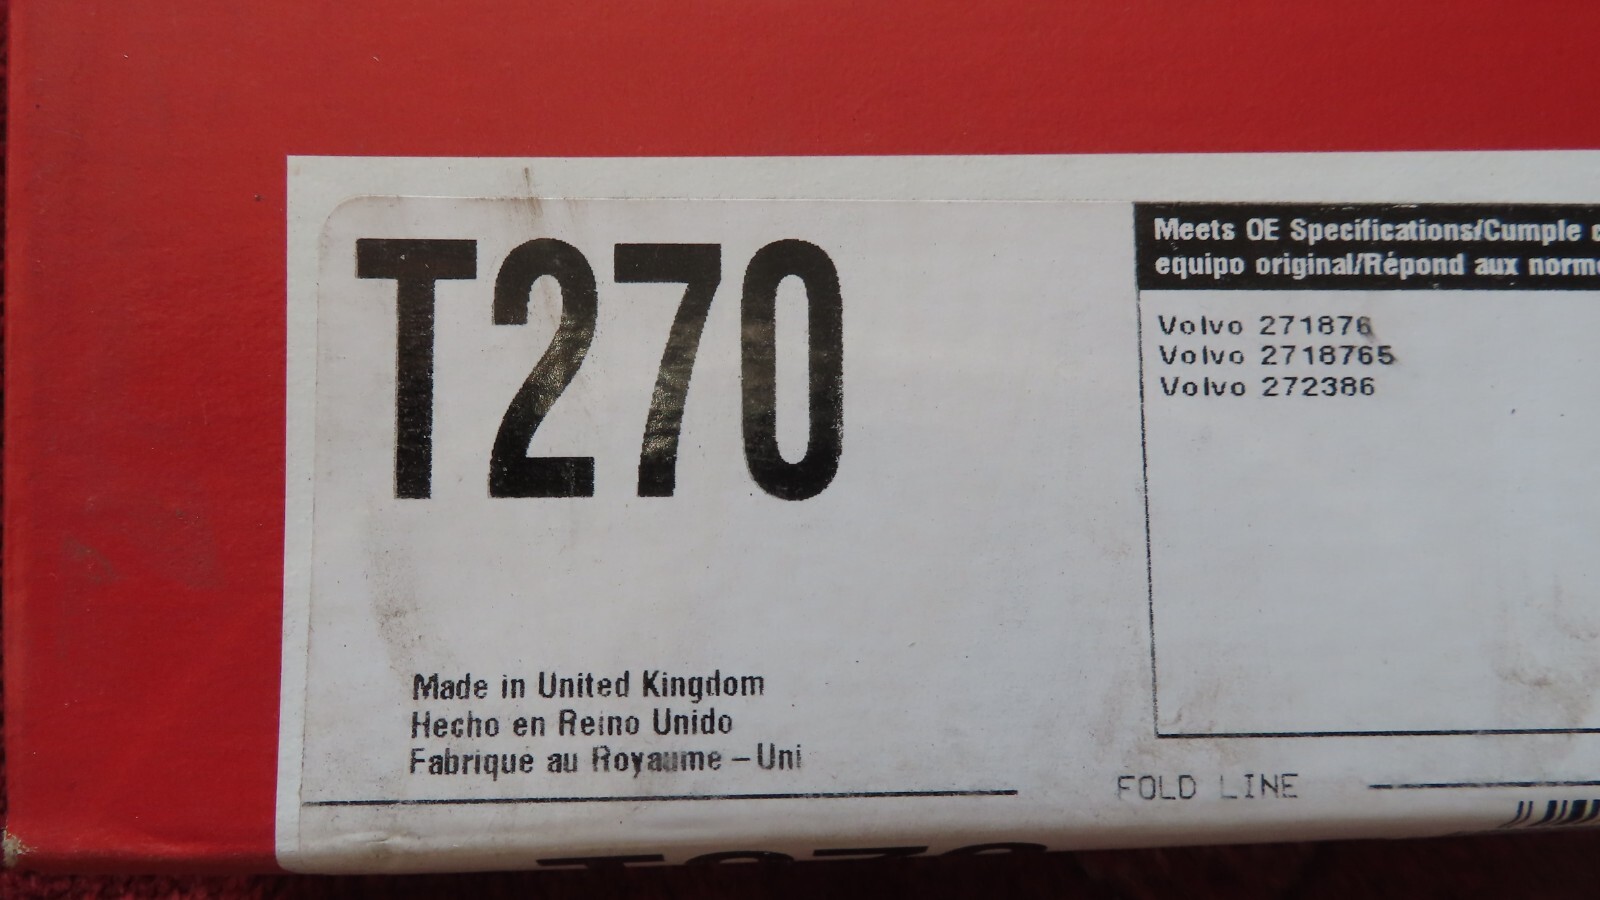 T270
Meets OE Specifications/Cumple
equipo original/Répond aux
Volvo 271876
Volvo 2718765
Volvo 272386
Made in United Kingdom
Hecho en Reino Unido
Fabrique au Royaume – Uni
FOLD LINE